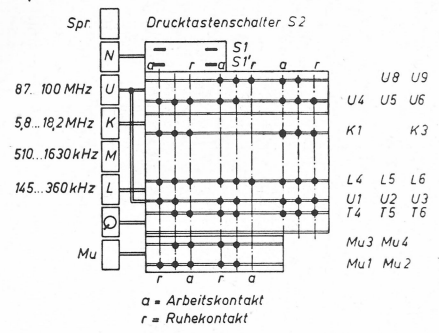 Spr Drucktastenschalter S2
N S1
S1'
a r a r a r
U8 U9
87...100 MHz U U4 U5 U6
5,8...18,2 MHz K K1 K3
510...1630 kHz M
145...360 kHz L L4 L5 L6
U1 U2 U3
T4 T5 T6
Mu3 Mu4
Mu Mu1 Mu2
r a r a
a = Arbeitskontakt
r = Ruhekontakt